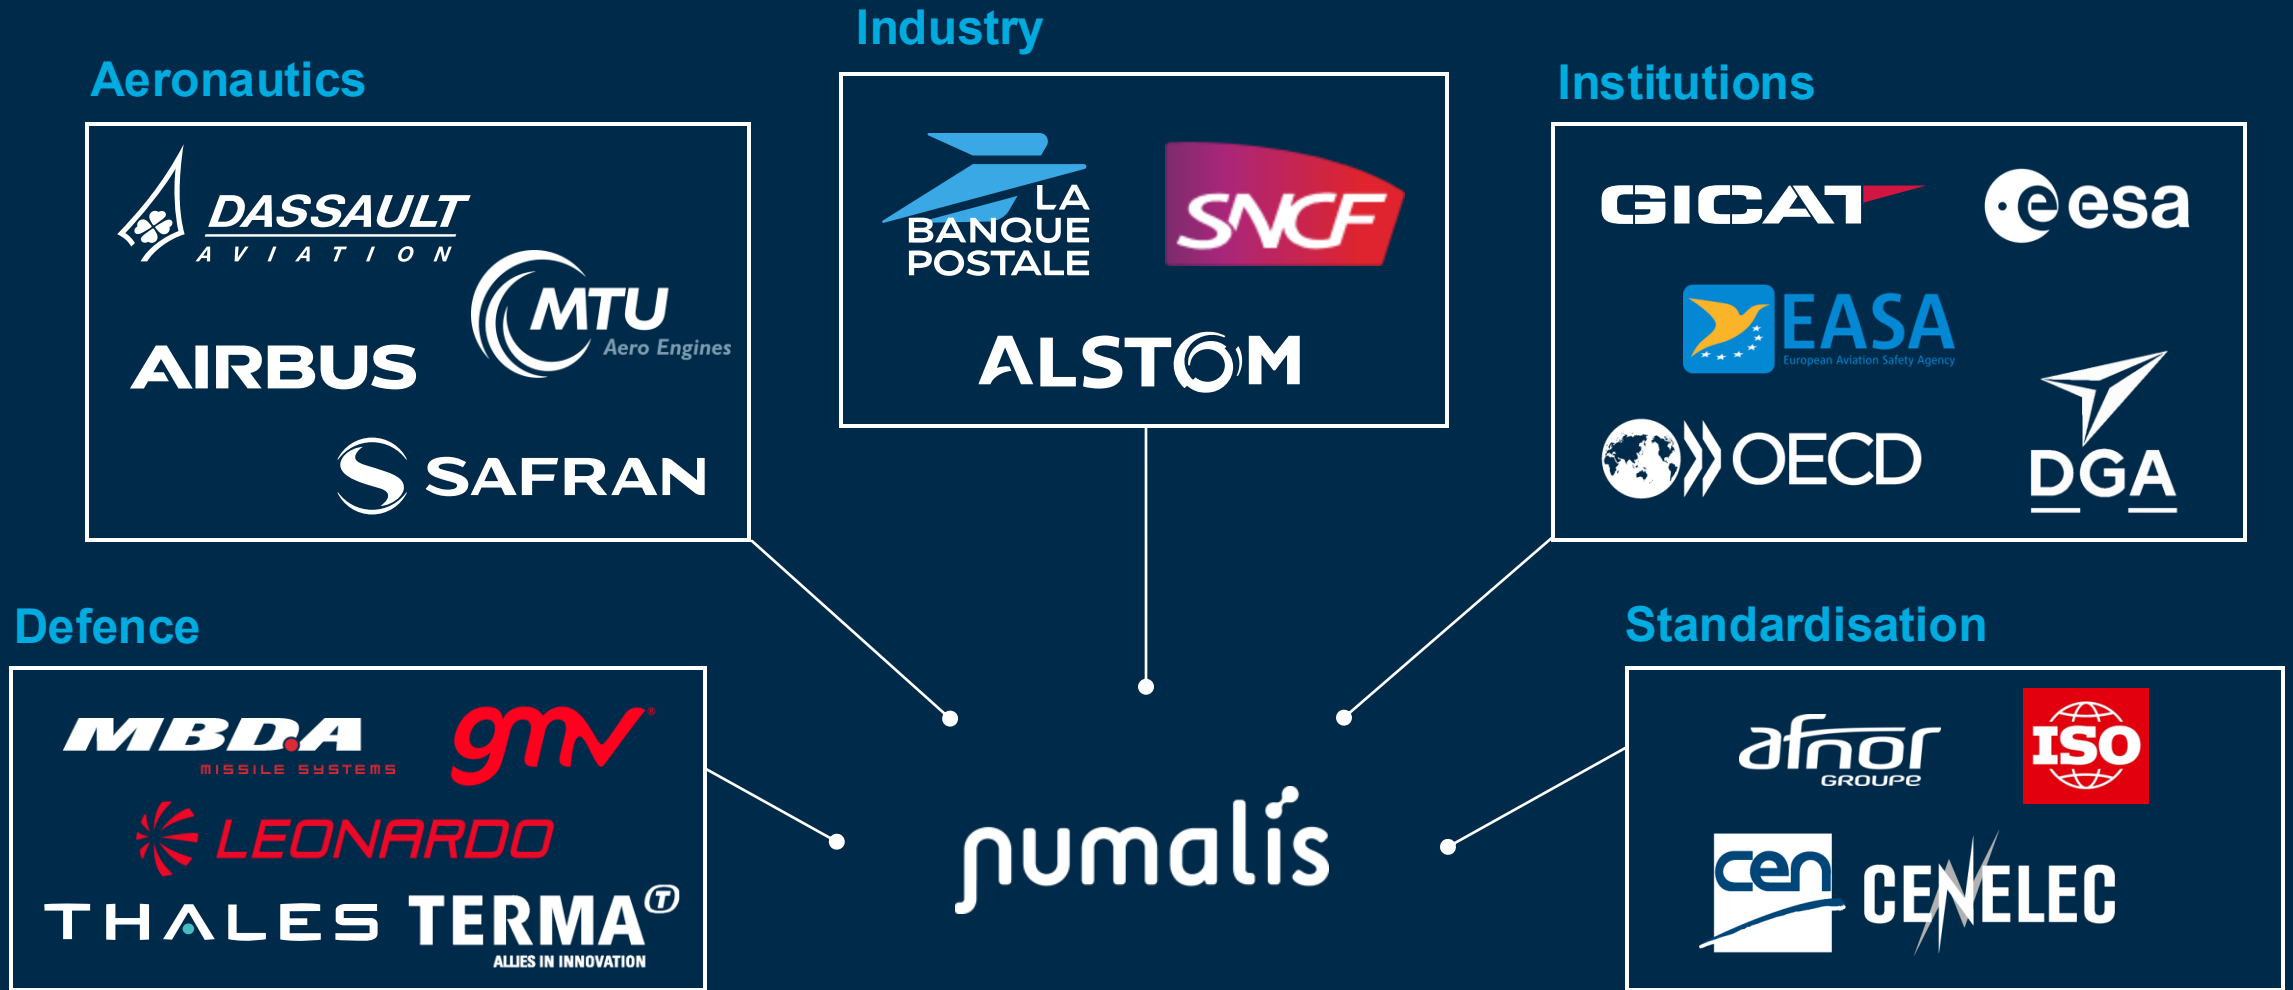 Industry
Aeronautics
Institutions
DASSAULT
AVIATION
MTU
Aero Engines
AIRBUS
SAFRAN
LA
BANQUE
POSTALE
SNCF
ALSTOM
GICAT
e esa
EASA
European Aviation Safety Agency
OECD
DGA
Defence
Standardisation
MBDA
MISSILE SYSTEMS
gmv®
LEONARDO
THALES
TERMA T
ALLIES IN INNOVATION
numalis
afnor
GROUPE
ISO
cen
CENELEC